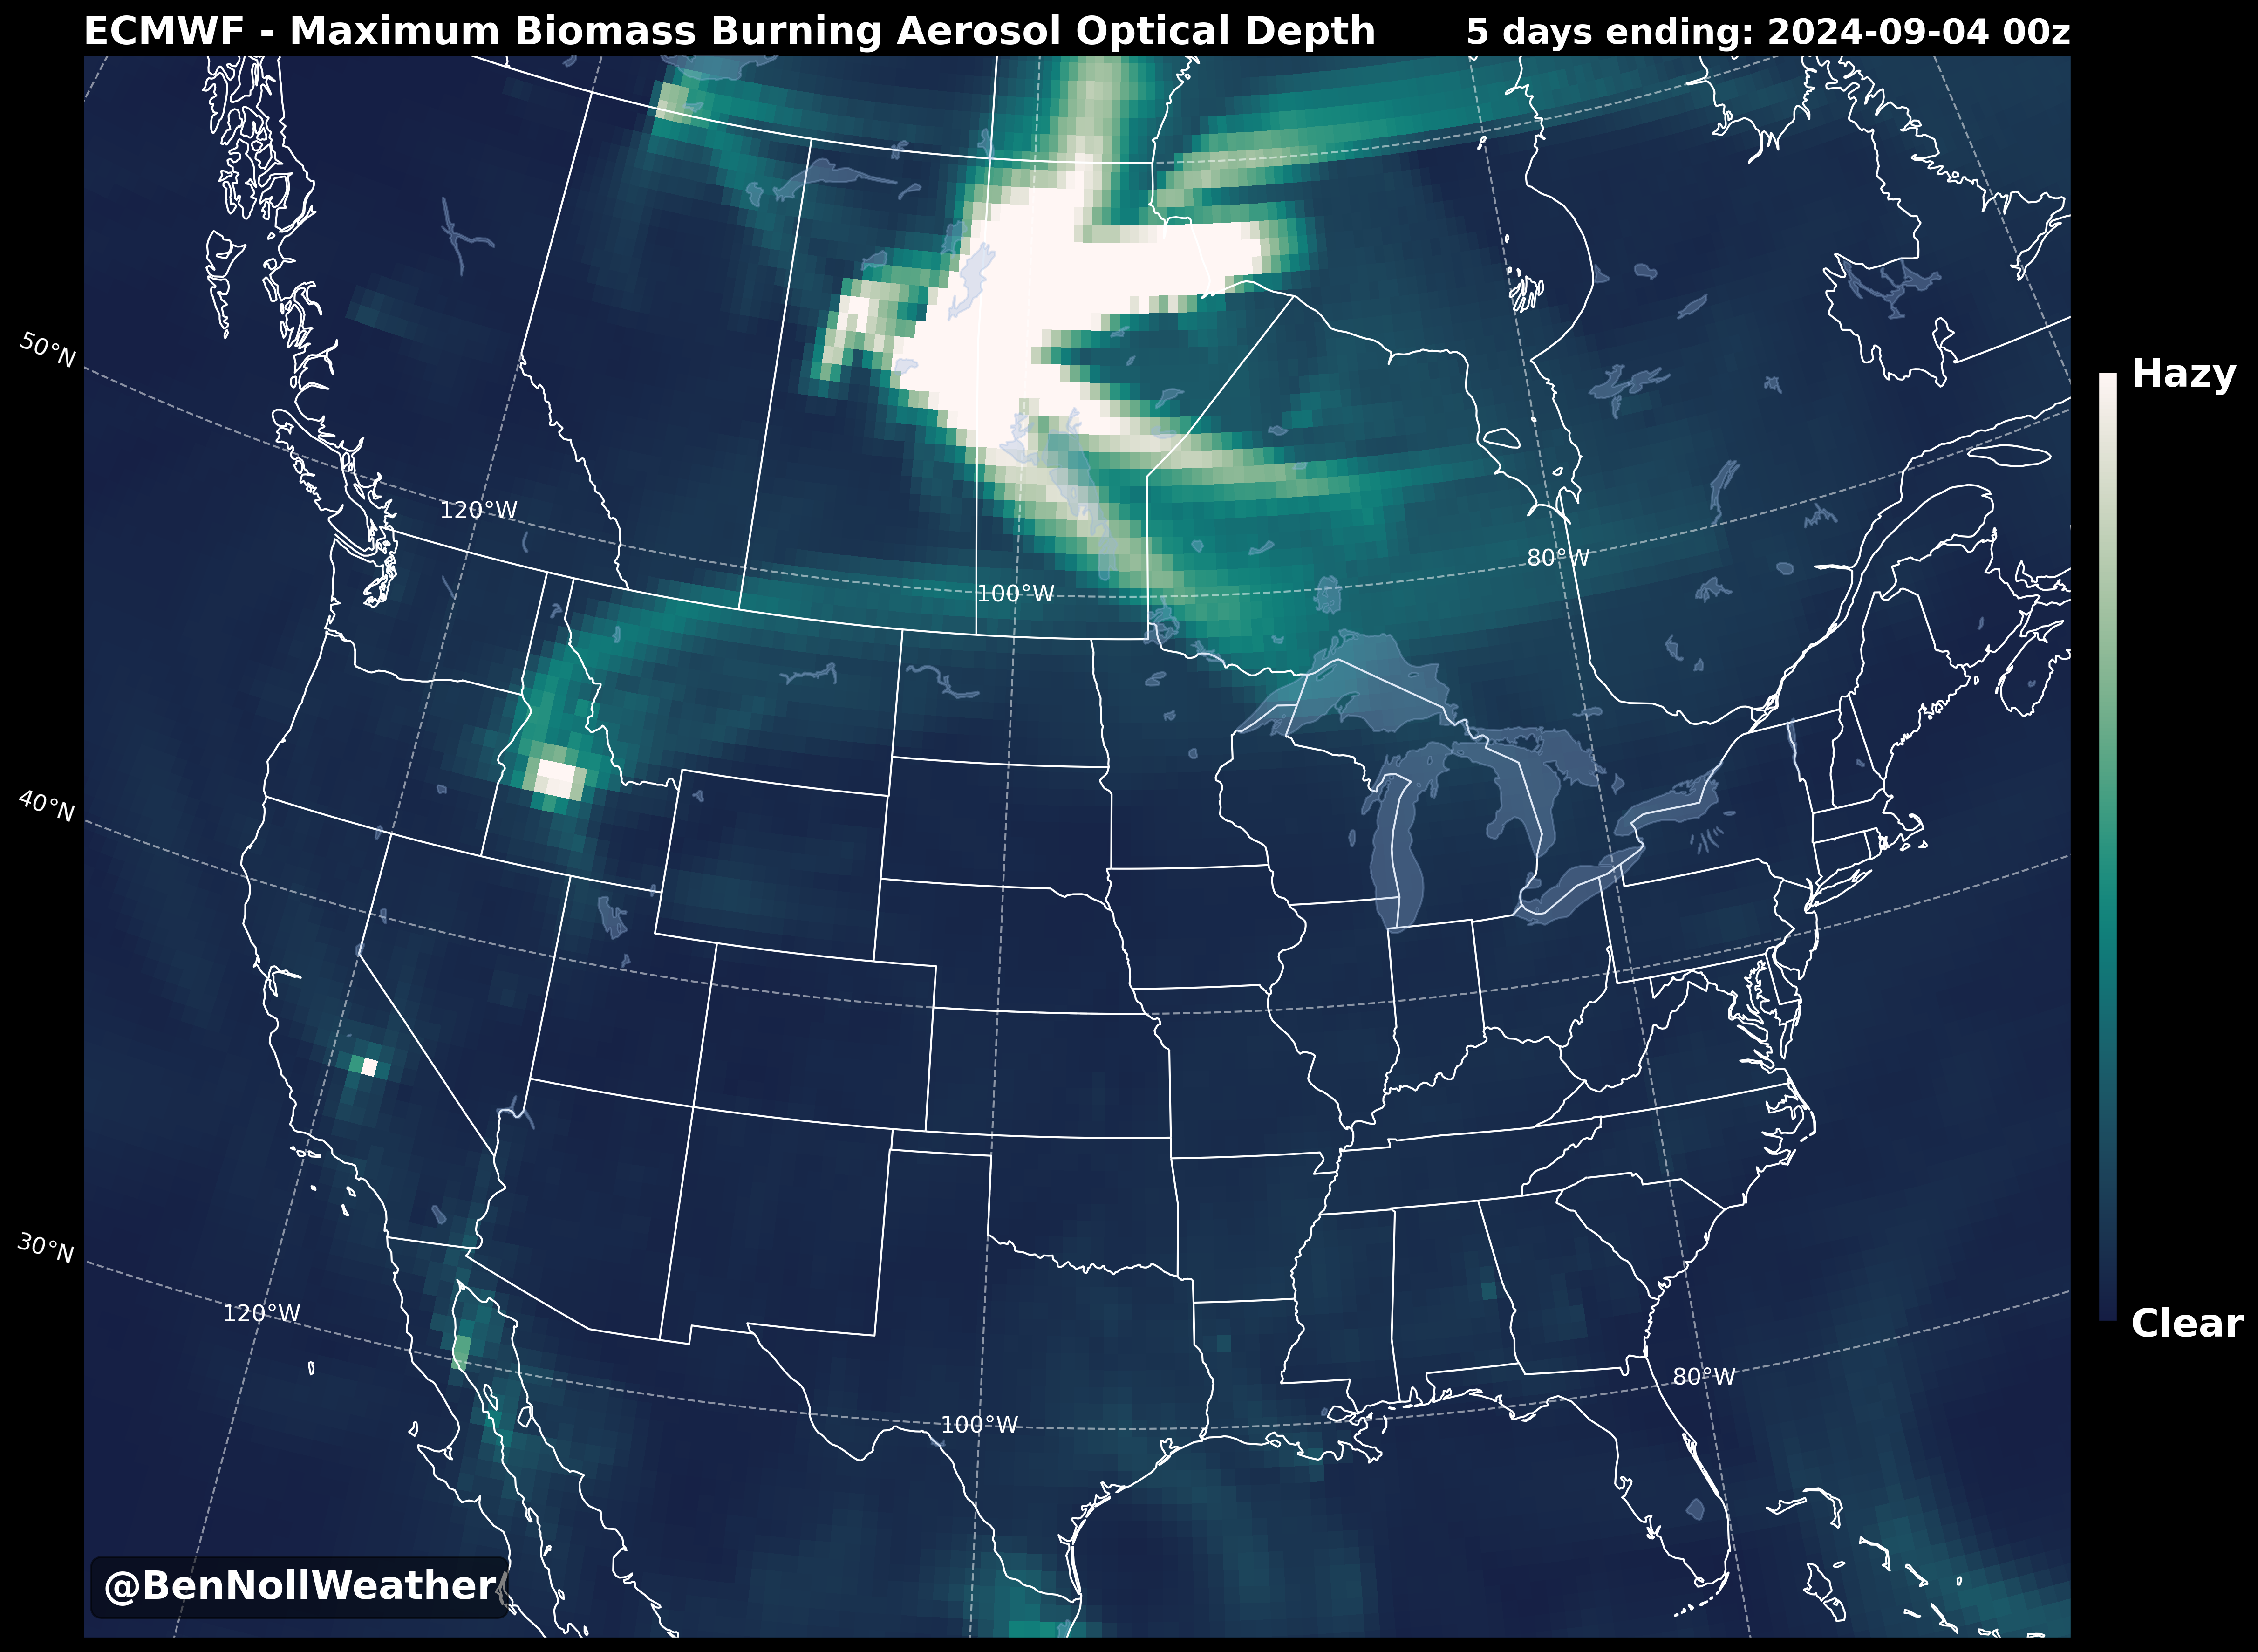 ECMWF - Maximum Biomass Burning Aerosol Optical Depth
5 days ending: 2024-09-04 00z
50°N
Hazy
120°W
80°W
100°W
40°N
30°N
120°W
Clear
80°W
100°W
@BenNollWeather